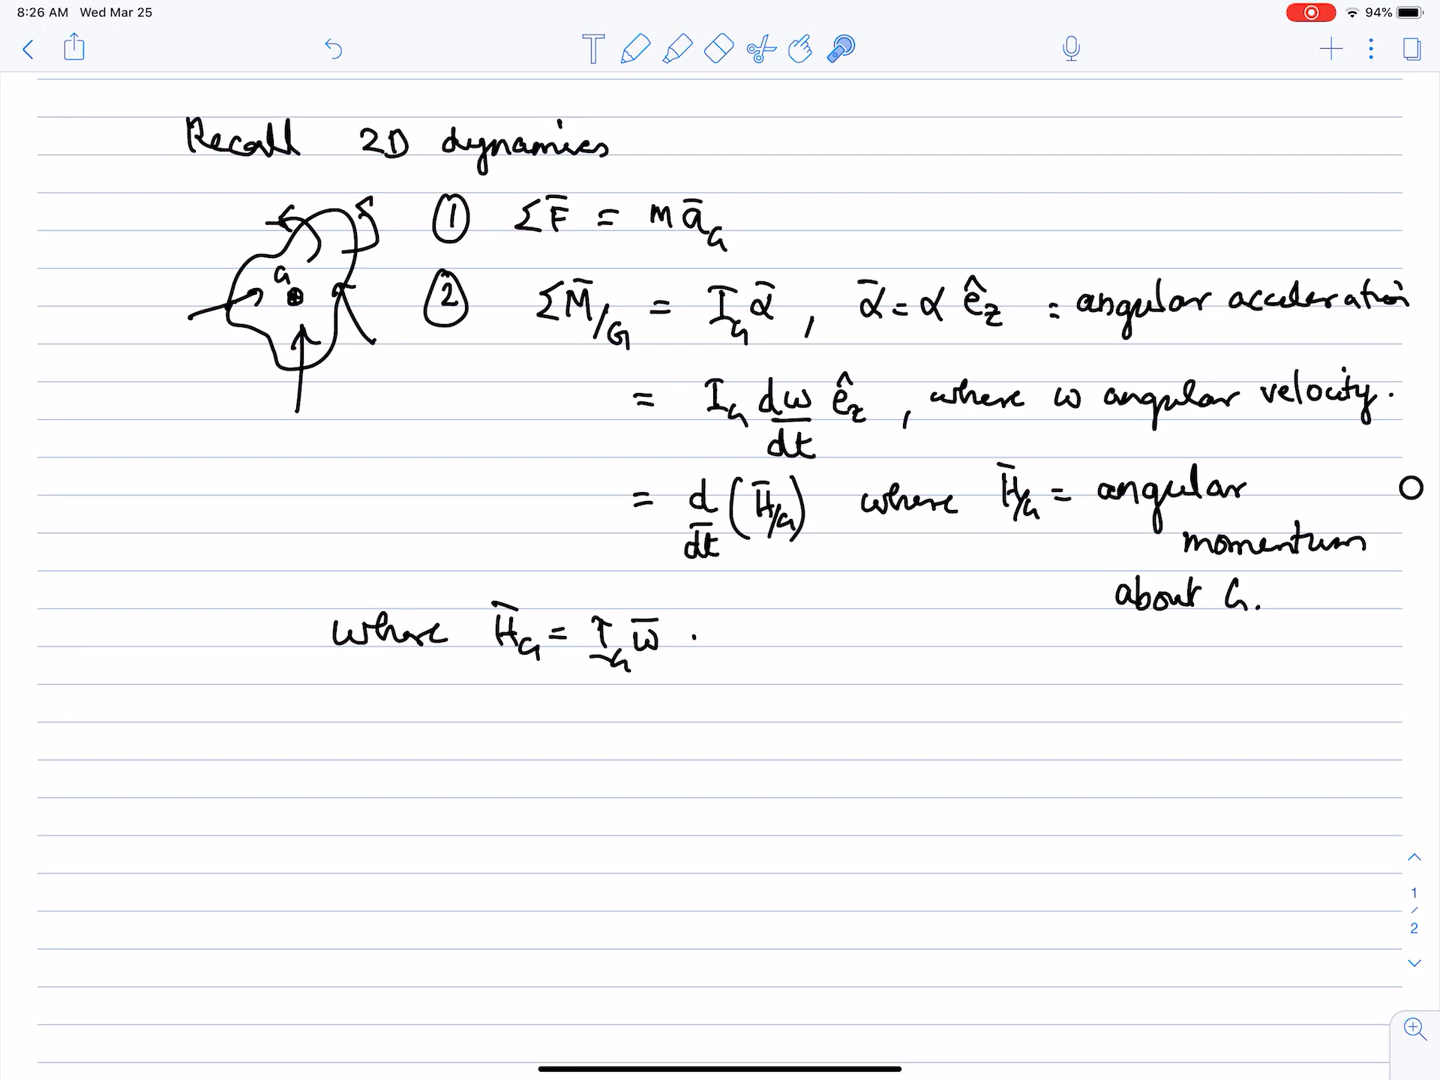 8:26 AM Wed Mar 25 94%
T
Recall 2D dynamics
① ΣF̄ = m ā_G
G
② ΣM̄/G = I_G ᾱ , ᾱ = α ê_z = angular acceleration
= I_G dω/dt ê_z , where ω angular velocity.
= d/dt (H̄/G) where H̄/G = angular
momentum
about G.
where H̄_G = I_G ω̄ .
1
/
2